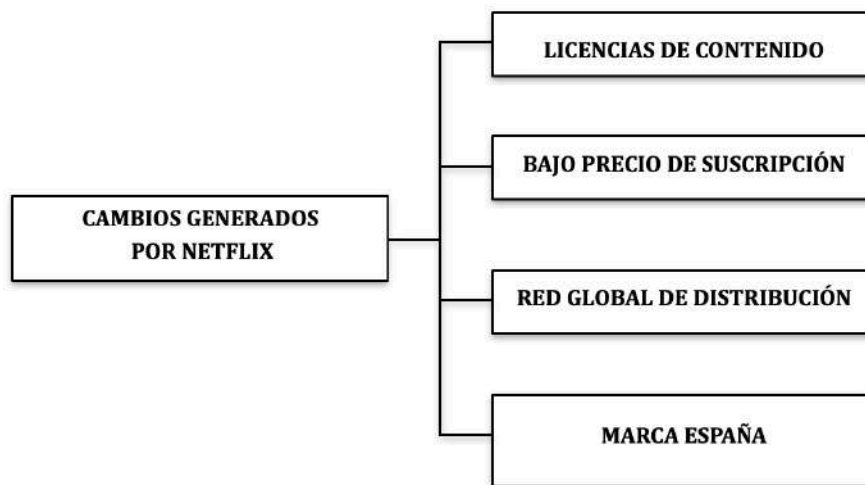 LICENCIAS DE CONTENIDO
BAJO PRECIO DE SUSCRIPCIÓN
CAMBIOS GENERADOS
POR NETFLIX
RED GLOBAL DE DISTRIBUCIÓN
MARCA ESPAÑA